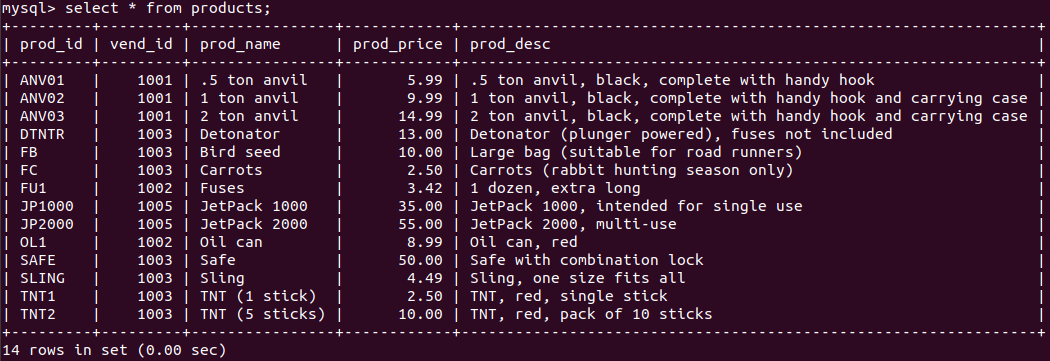 mysql> select * from products;
+---------+---------+----------------+------------+----------------------------------------------------------------+
| prod_id | vend_id | prod_name      | prod_price | prod_desc                                                      |
+---------+---------+----------------+------------+----------------------------------------------------------------+
| ANV01   |    1001 | .5 ton anvil   |       5.99 | .5 ton anvil, black, complete with handy hook                  |
| ANV02   |    1001 | 1 ton anvil    |       9.99 | 1 ton anvil, black, complete with handy hook and carrying case |
| ANV03   |    1001 | 2 ton anvil    |      14.99 | 2 ton anvil, black, complete with handy hook and carrying case |
| DTNTR   |    1003 | Detonator      |      13.00 | Detonator (plunger powered), fuses not included                |
| FB      |    1003 | Bird seed      |      10.00 | Large bag (suitable for road runners)                          |
| FC      |    1003 | Carrots        |       2.50 | Carrots (rabbit hunting season only)                           |
| FU1     |    1002 | Fuses          |       3.42 | 1 dozen, extra long                                            |
| JP1000  |    1005 | JetPack 1000   |      35.00 | JetPack 1000, intended for single use                          |
| JP2000  |    1005 | JetPack 2000   |      55.00 | JetPack 2000, multi-use                                        |
| OL1     |    1002 | Oil can        |       8.99 | Oil can, red                                                   |
| SAFE    |    1003 | Safe           |      50.00 | Safe with combination lock                                     |
| SLING   |    1003 | Sling          |       4.49 | Sling, one size fits all                                       |
| TNT1    |    1003 | TNT (1 stick)  |       2.50 | TNT, red, single stick                                         |
| TNT2    |    1003 | TNT (5 sticks) |      10.00 | TNT, red, pack of 10 sticks                                    |
+---------+---------+----------------+------------+----------------------------------------------------------------+
14 rows in set (0.00 sec)